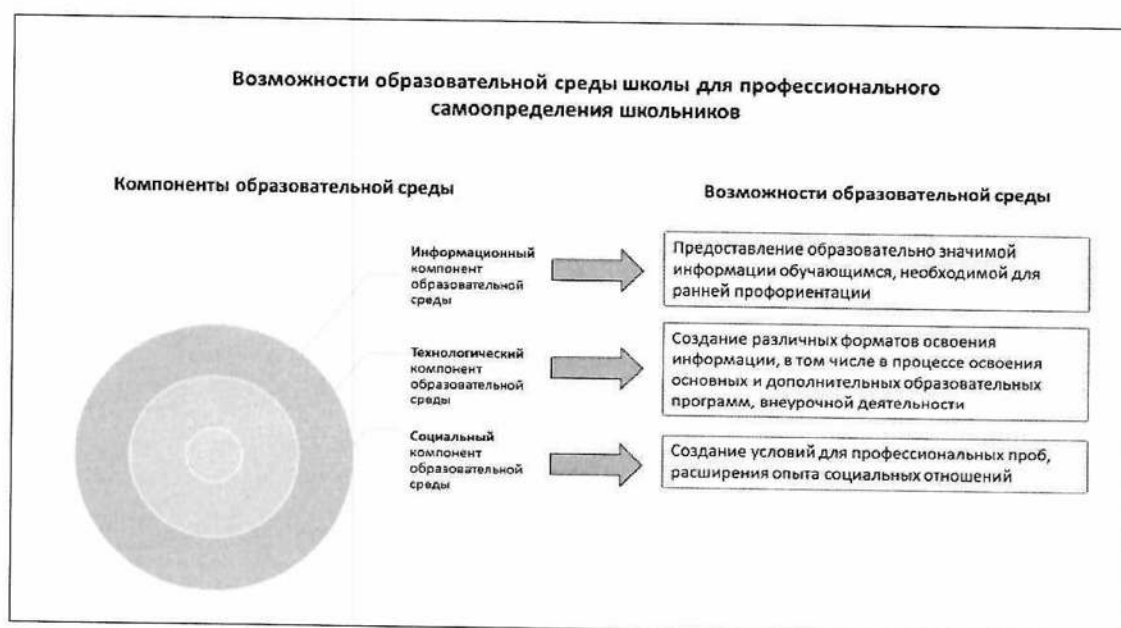 Возможности образовательной среды школы для профессионального
самоопределения школьников
Компоненты образовательной среды
Возможности образовательной среды
Информационный
компонент
образовательной
среды
Предоставление образовательно значимой
информации обучающимся, необходимой для
ранней профориентации
Технологический
компонент
образовательной
среды
Создание различных форматов освоения
информации, в том числе в процессе освоения
основных и дополнительных образовательных
программ, внеурочной деятельности
Социальный
компонент
образовательной
среды
Создание условий для профессиональных проб,
расширения опыта социальных отношений